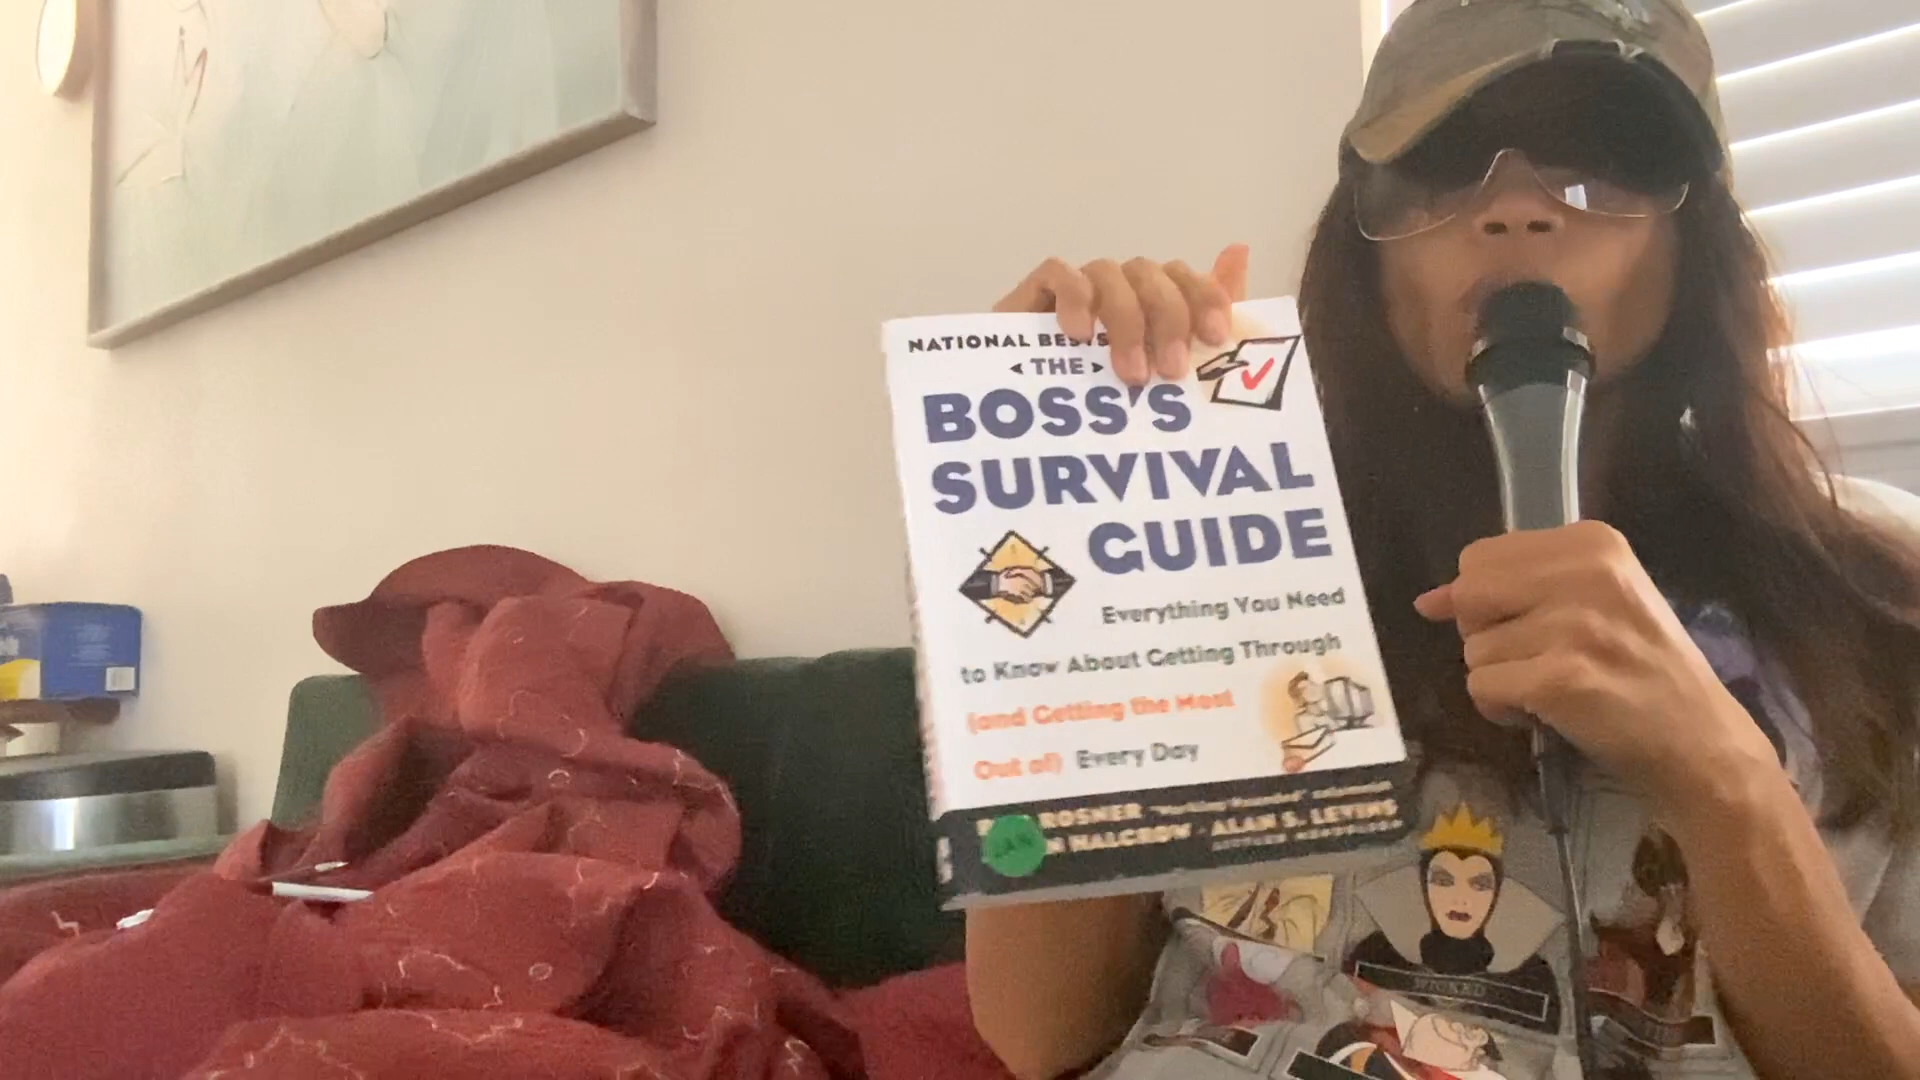 NATIONAL
< THE >
BOSS'S
SURVIVAL
GUIDE
Everything You Need
to Know About Getting Through
(and Getting the Most
Out of) Every Day
ROSNER
HALCROW · ALAN S. LEVINS
WICKED